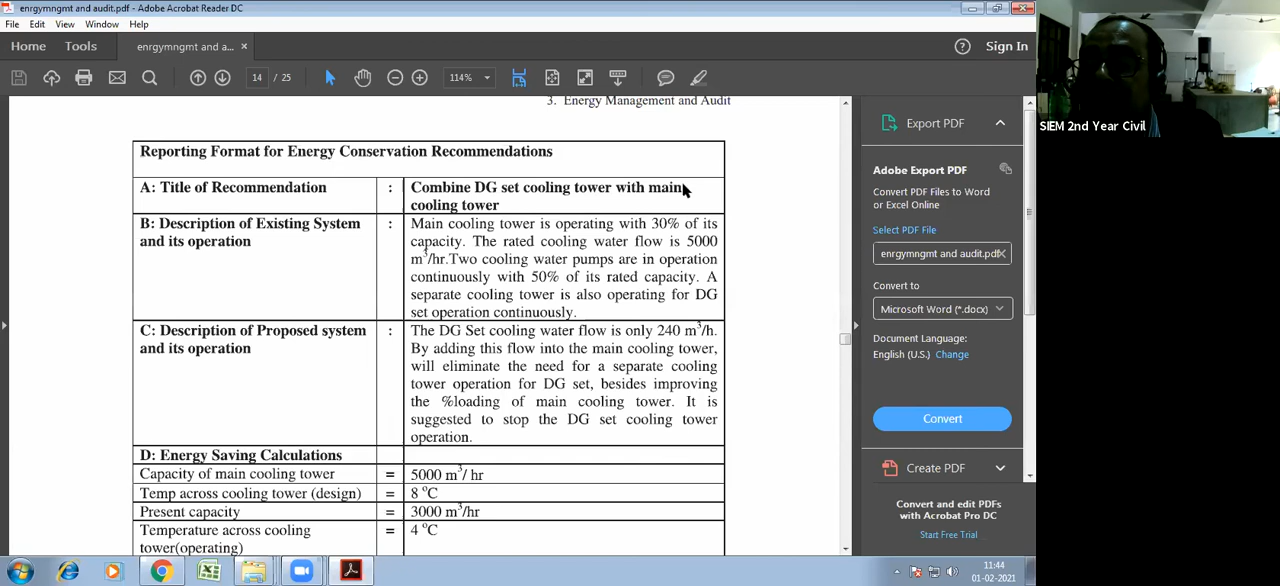 enrgymngmt and audit.pdf - Adobe Acrobat Reader DC
File Edit View Window Help
Home Tools enrgymngmt and a... × Sign In
14 / 25 114%
3. Energy Management and Audit
Reporting Format for Energy Conservation Recommendations
A: Title of Recommendation : Combine DG set cooling tower with main
cooling tower
B: Description of Existing System : Main cooling tower is operating with 30% of its
and its operation capacity. The rated cooling water flow is 5000
m³/hr.Two cooling water pumps are in operation
continuously with 50% of its rated capacity. A
separate cooling tower is also operating for DG
set operation continuously.
C: Description of Proposed system : The DG Set cooling water flow is only 240 m³/h.
and its operation By adding this flow into the main cooling tower,
will eliminate the need for a separate cooling
tower operation for DG set, besides improving
the %loading of main cooling tower. It is
suggested to stop the DG set cooling tower
operation.
D: Energy Saving Calculations
Capacity of main cooling tower = 5000 m³/ hr
Temp across cooling tower (design) = 8 °C
Present capacity = 3000 m³/hr
Temperature across cooling = 4 °C
tower(operating)
Export PDF
Adobe Export PDF
Convert PDF Files to Word
or Excel Online
Select PDF File
enrgymngmt and audit.pdf ×
Convert to
Microsoft Word (*.docx)
Document Language:
English (U.S.) Change
Convert
Create PDF
Convert and edit PDFs
with Acrobat Pro DC
Start Free Trial
SIEM 2nd Year Civil
11:44
01-02-2021